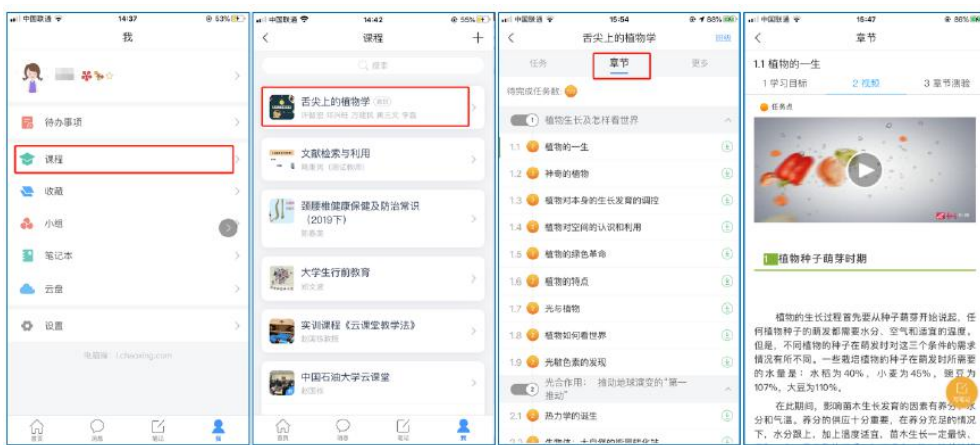 中国联通
14:37
53%
我
待办事项
课程
收藏
小组
笔记本
云盘
设置
电脑端 i.chaoxing.com
首页
消息
笔记
我
中国联通
14:42
55%
课程
搜索
舌尖上的植物学
文献检索与利用
颈腰椎健康保健及防治常识
（2019下）
大学生行前教育
实训课程《云课堂教学法》
中国石油大学云课堂
首页
消息
笔记
我
中国联通
15:54
88%
舌尖上的植物学
任务
章节
更多
待完成任务数
1 植物生长及怎样看世界
1.1 植物的一生
1.2 神奇的植物
1.3 植物对本身的生长发育的调控
1.4 植物对空间的认识和利用
1.5 植物的绿色革命
1.6 植物的特点
1.7 光与植物
1.8 植物如何看世界
1.9 光敏色素的发现
2 光合作用： 推动地球演变的“第一
推动”
2.1 热力学的诞生
中国联通
15:47
86%
章节
1.1 植物的一生
1 学习目标
2 视频
3 章节测验
任务点
1 植物种子萌芽时期
植物的生长过程首先要从种子萌芽开始说起，任
何植物种子的萌发都需要水分、空气和适宜的温度。
但是，不同植物的种子在萌发时对这三个条件的需求
情况有所不同。一些栽培植物的种子在萌发时所需要
的水量是：水稻为40%，小麦为45%，豌豆为
107%，大豆为110%。
在此期间，影响苗木生长发育的因素有养分、水
分和气温。养分的供应十分重要，在养分充足的情况
下，水分跟上，加上温度适宜，苗木生长一定最快，